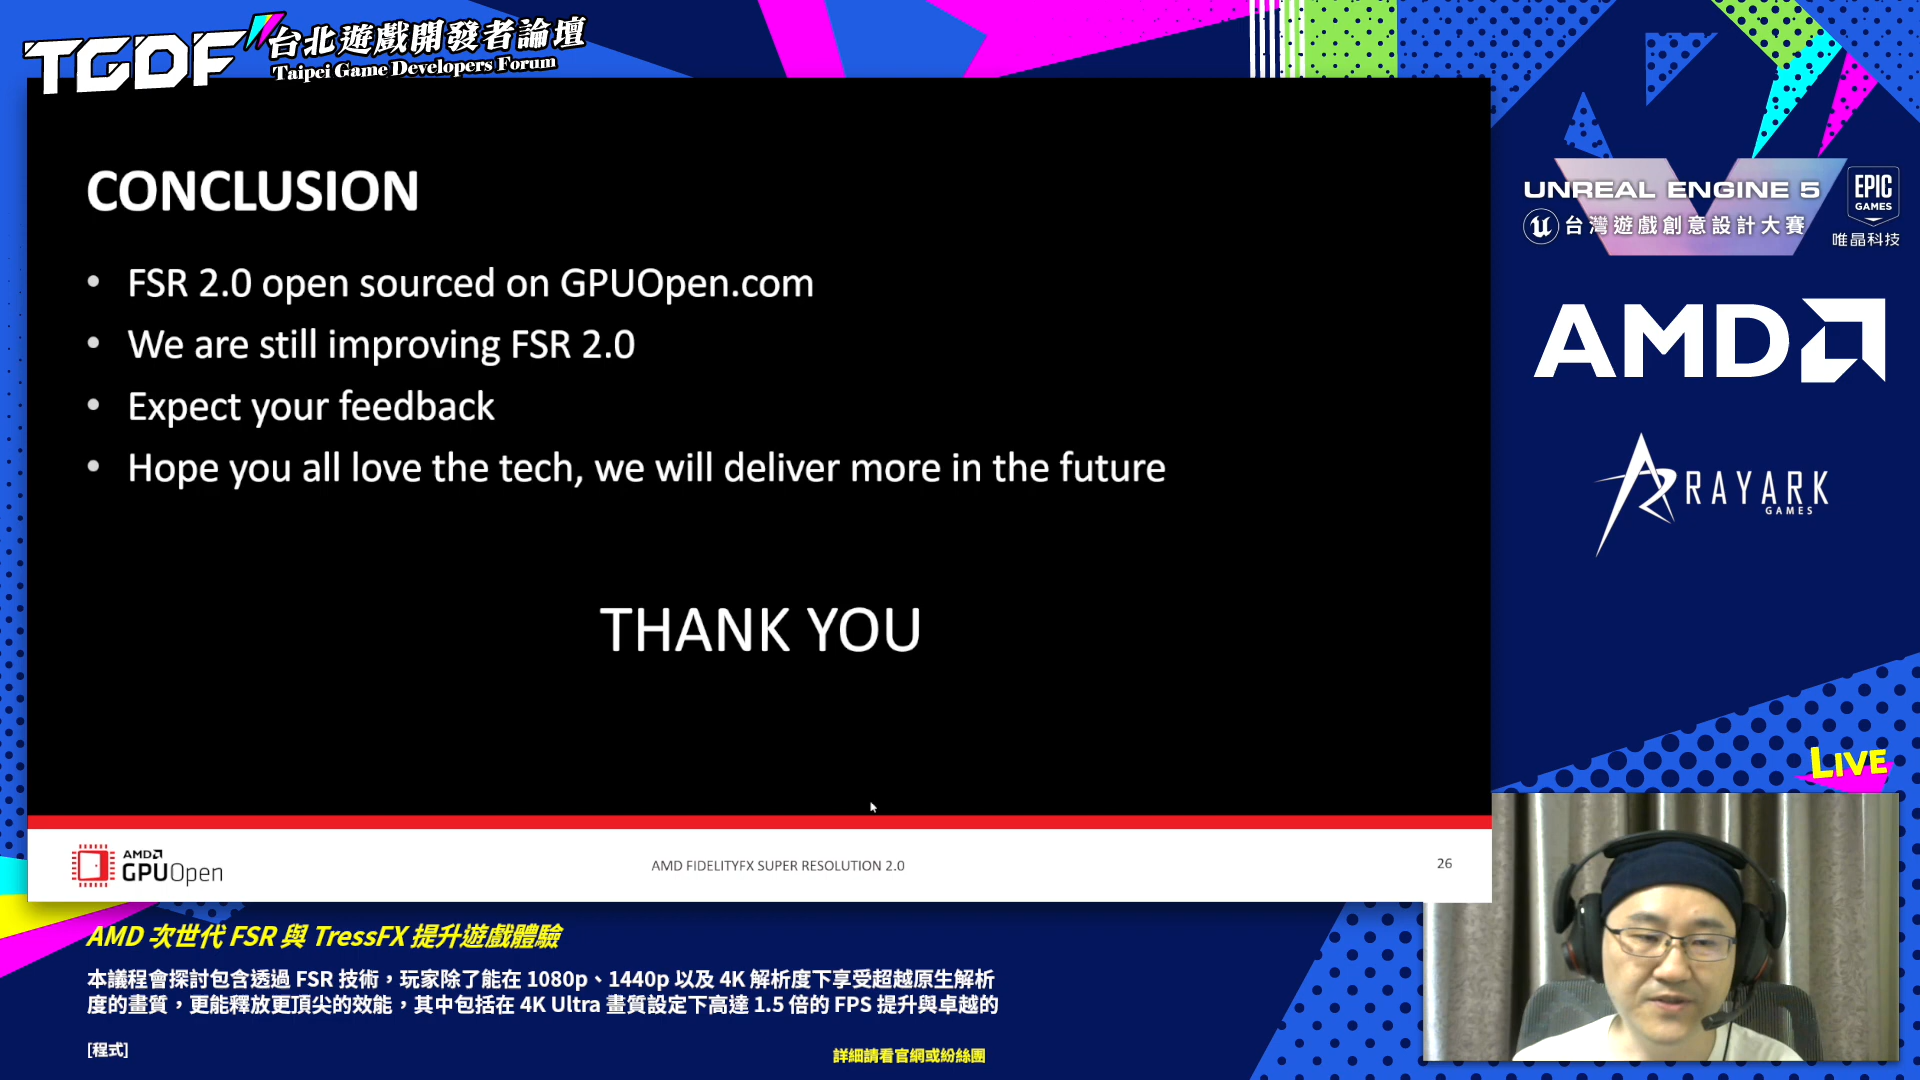 TGDF 台北遊戲開發者論壇
Taipei Game Developers Forum
CONCLUSION
• FSR 2.0 open sourced on GPUOpen.com
• We are still improving FSR 2.0
• Expect your feedback
• Hope you all love the tech, we will deliver more in the future
THANK YOU
AMD
GPUOpen
AMD FIDELITYFX SUPER RESOLUTION 2.0
26
UNREAL ENGINE 5
台灣遊戲創意設計大賽
EPIC
GAMES
唯晶科技
AMD
RAYARK
GAMES
LIVE
AMD 次世代 FSR 與 TressFX 提升遊戲體驗
本議程會探討包含透過 FSR 技術，玩家除了能在 1080p、1440p 以及 4K 解析度下享受超越原生解析
度的畫質，更能釋放更頂尖的效能，其中包括在 4K Ultra 畫質設定下高達 1.5 倍的 FPS 提升與卓越的
[程式]
詳細請看官網或紛絲團